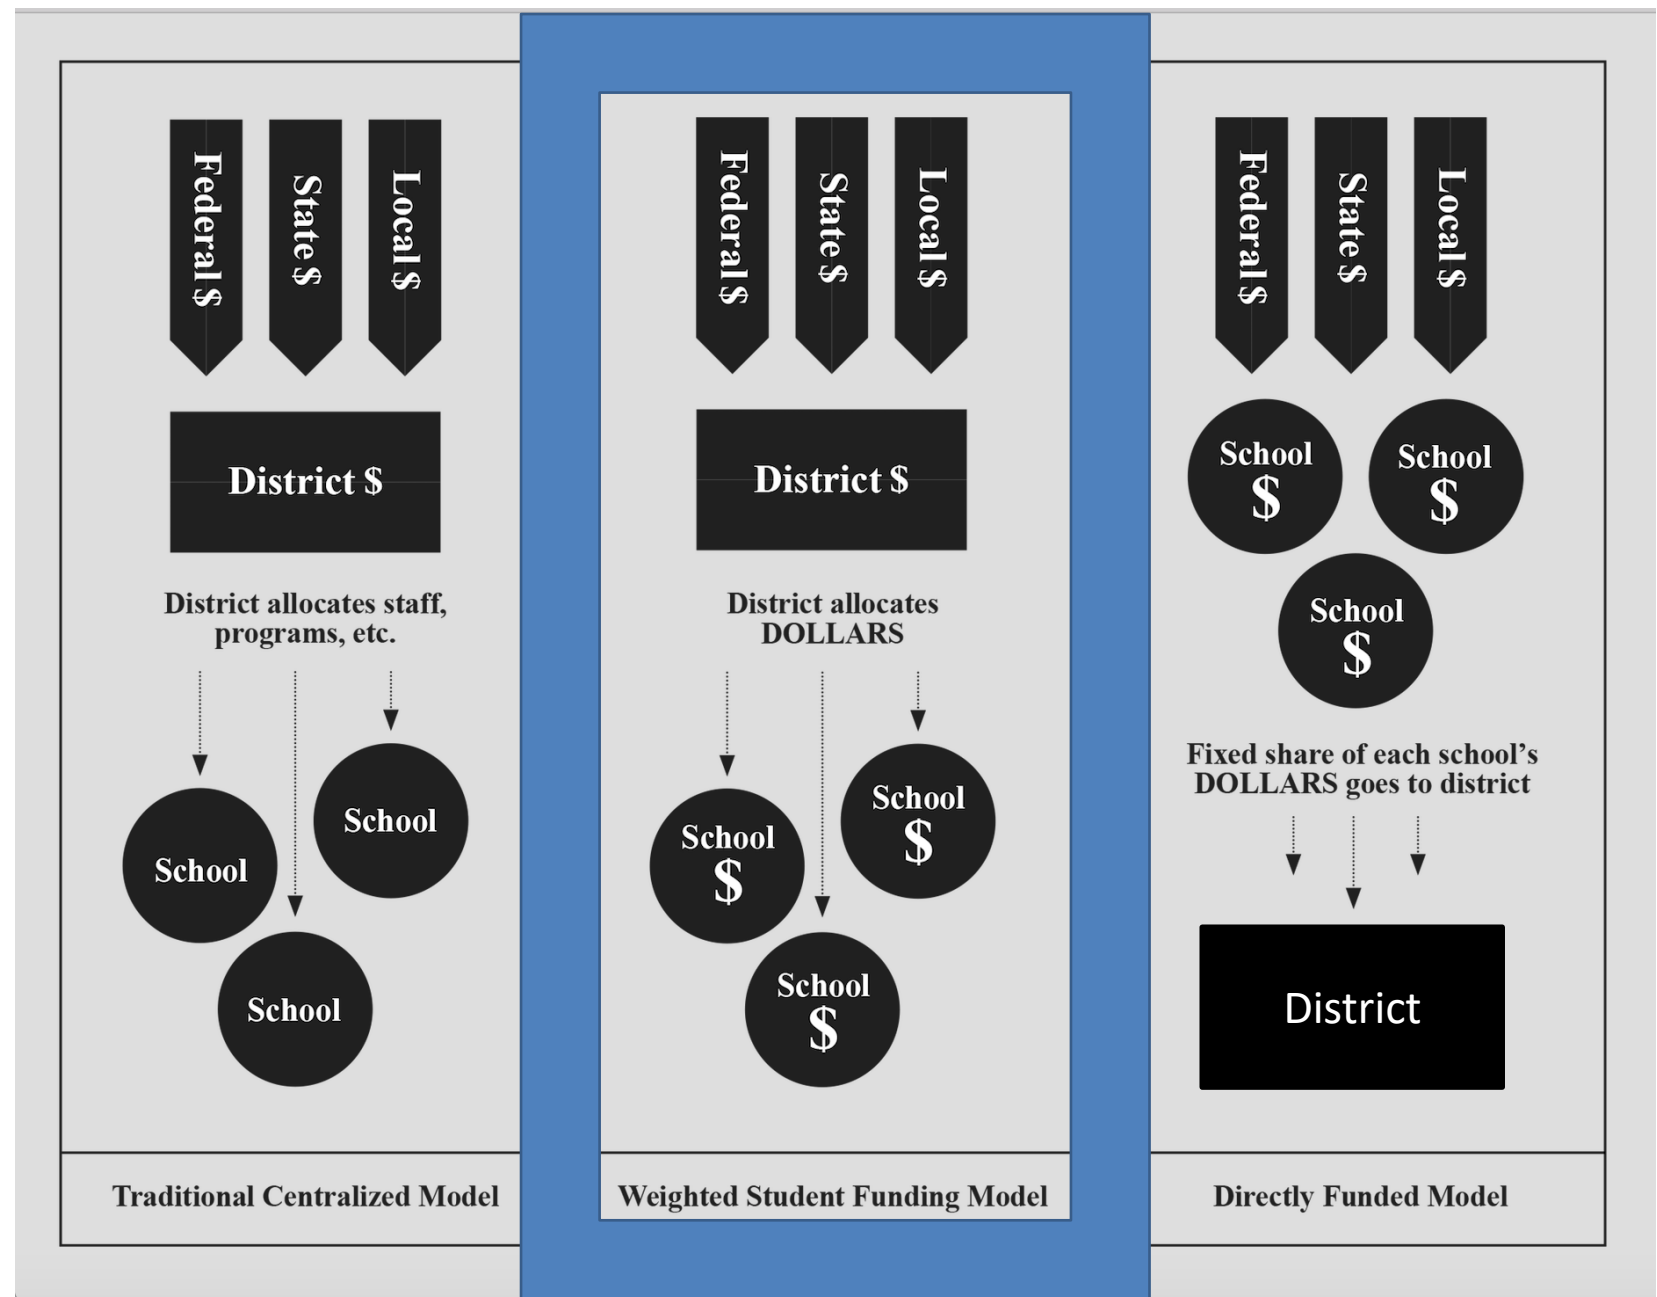 Federal $
State $
Local $
District $
District allocates staff,
programs, etc.
School
School
School
Traditional Centralized Model
Federal $
State $
Local $
District $
District allocates
DOLLARS
School
$
School
$
School
$
Weighted Student Funding Model
Federal $
State $
Local $
School
$
School
$
School
$
Fixed share of each school’s
DOLLARS goes to district
District
Directly Funded Model